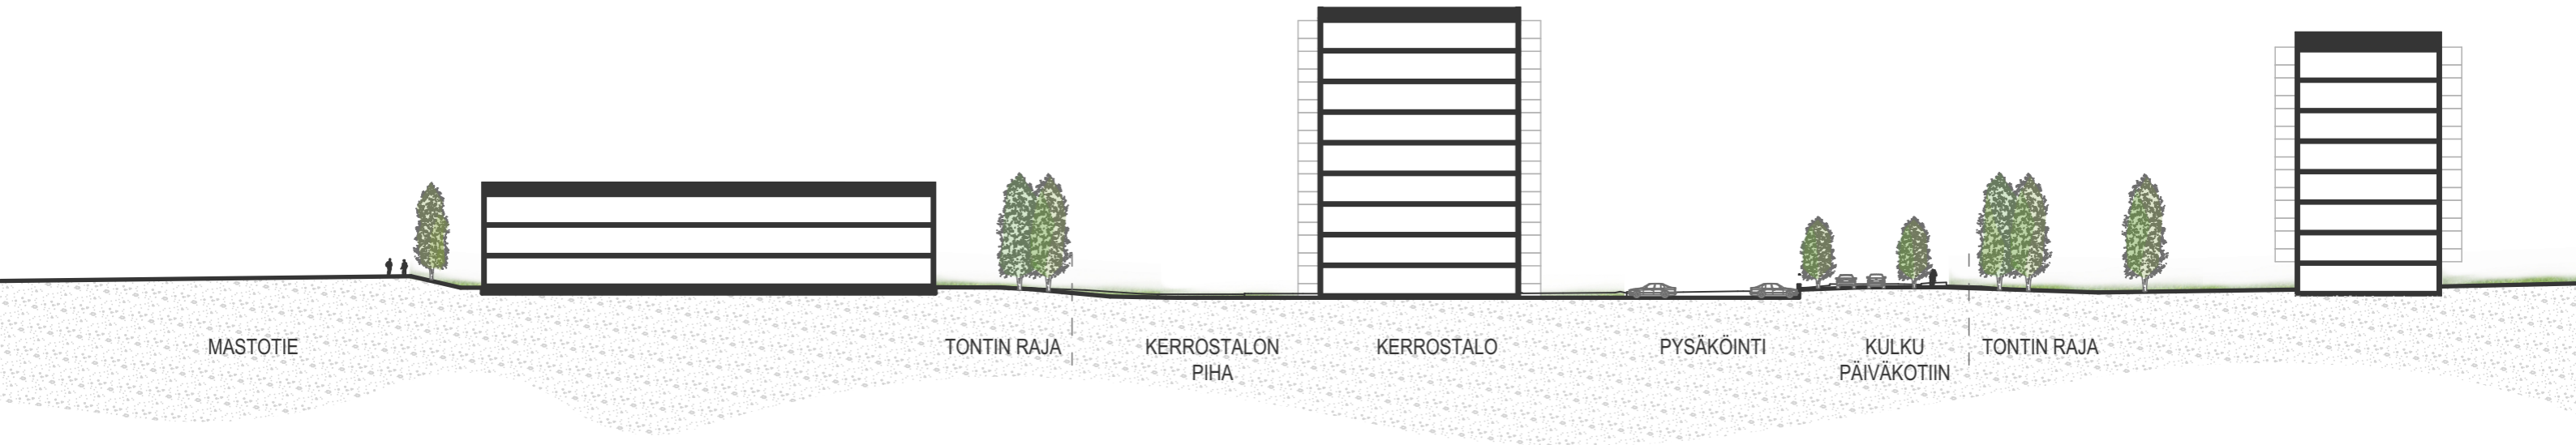 MASTOTIE
TONTIN RAJA
KERROSTALON
PIHA
KERROSTALO
PYSÄKÖINTI
KULKU
PÄIVÄKOTIIN
TONTIN RAJA